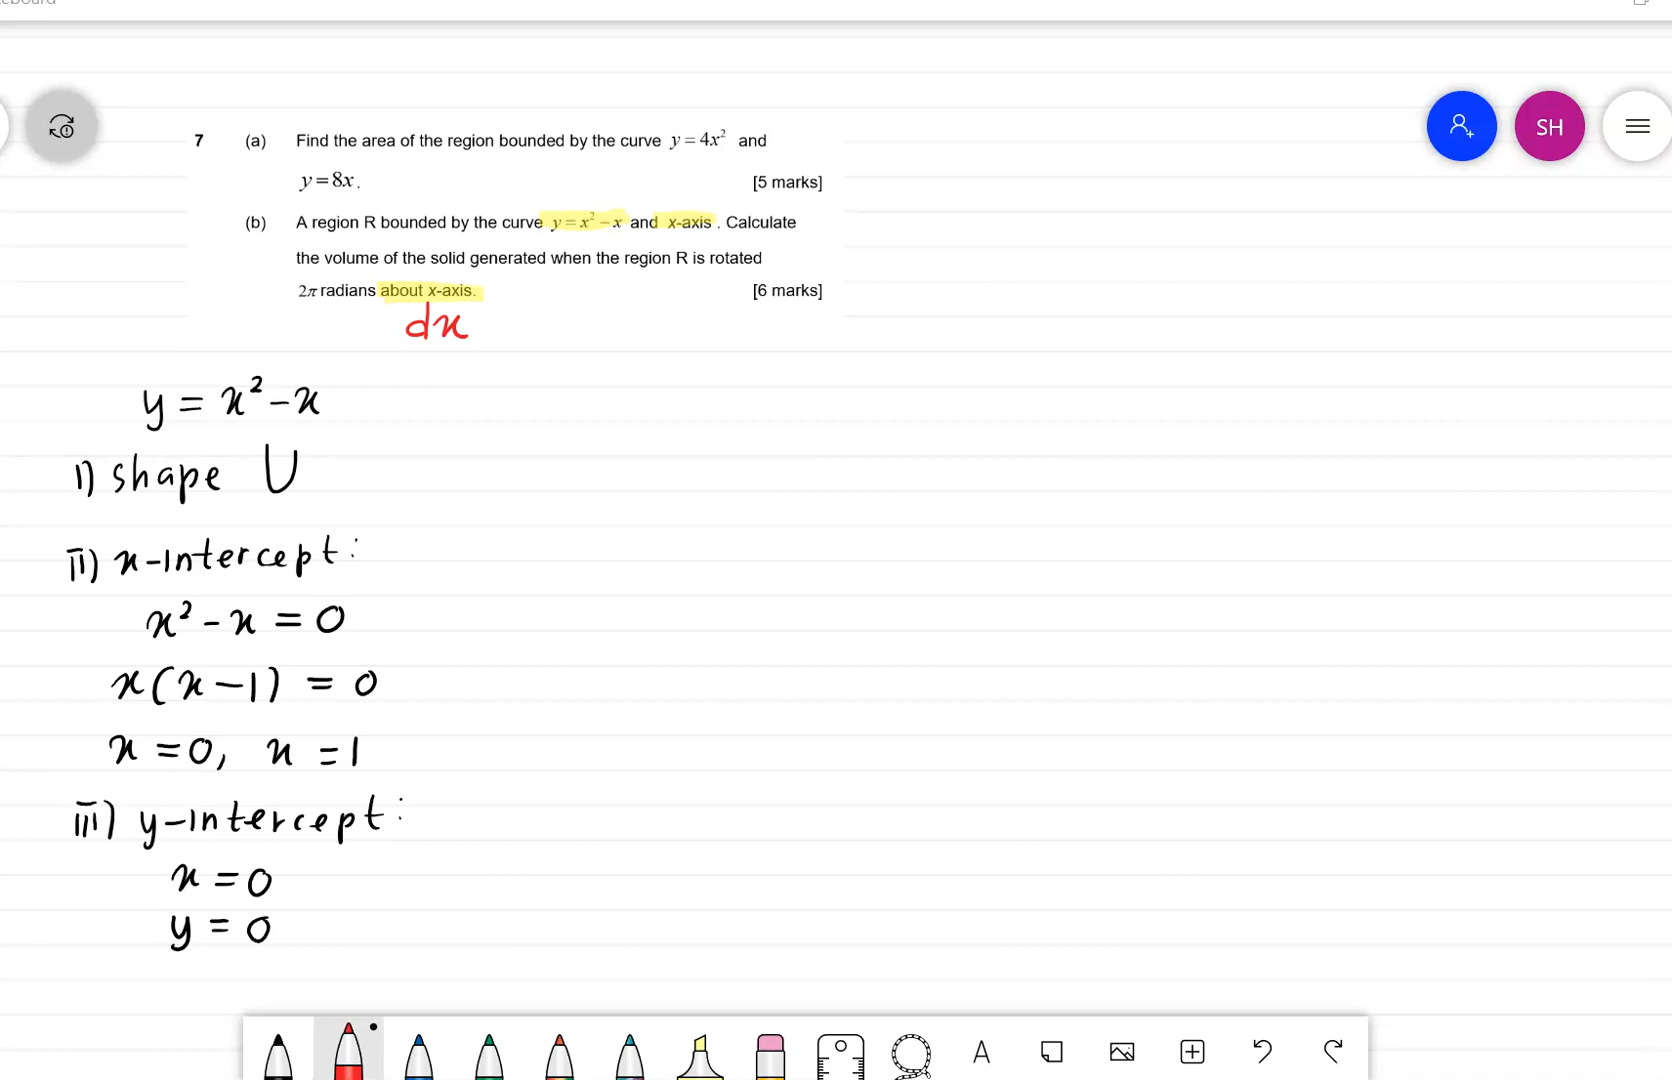 SH
7 (a) Find the area of the region bounded by the curve y = 4x² and
y = 8x. [5 marks]
(b) A region R bounded by the curve y = x² − x and x-axis . Calculate
the volume of the solid generated when the region R is rotated
2π radians about x-axis. [6 marks]
dx
y = x² - x
i) shape U
ii) x-intercept:
x² - x = 0
x(x - 1) = 0
x = 0, x = 1
iii) y-intercept:
x = 0
y = 0
A